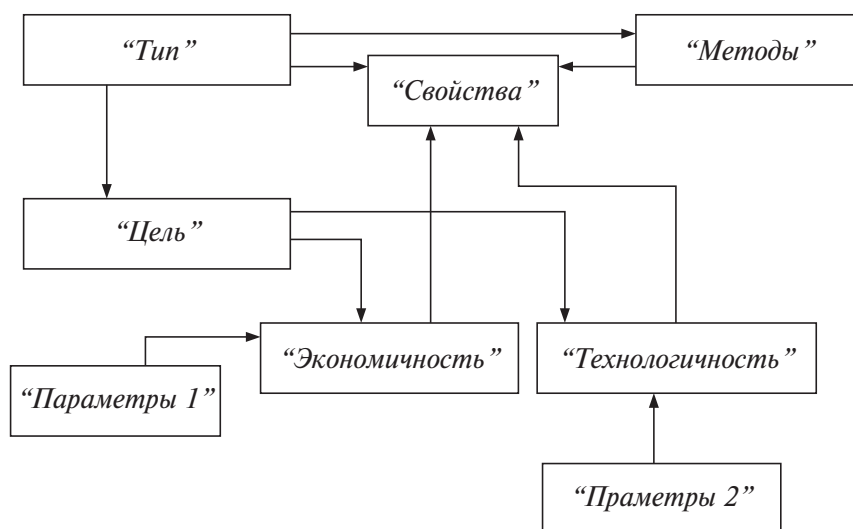 “Тип”
“Методы”
“Свойства”
“Цель”
“Экономичность”
“Технологичность”
“Параметры 1”
“Праметры 2”